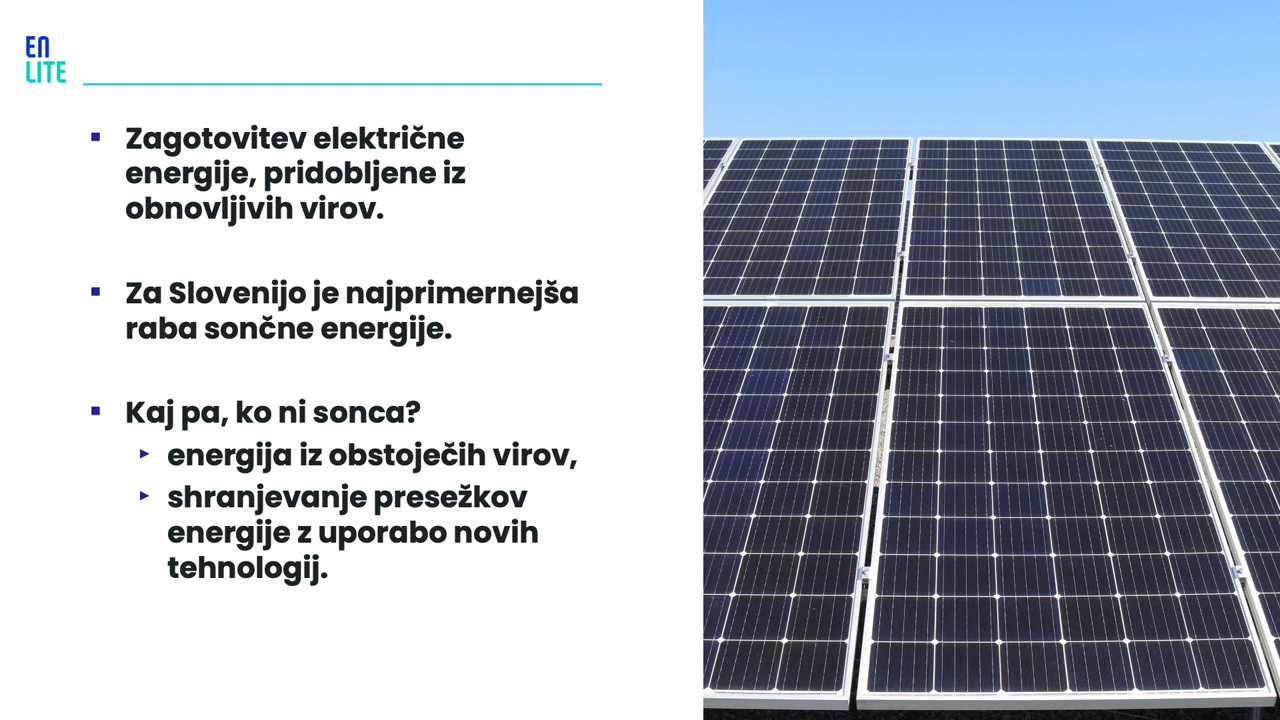 EN
LITE
▪ Zagotovitev električne
energije, pridobljene iz
obnovljivih virov.
▪ Za Slovenijo je najprimernejša
raba sončne energije.
▪ Kaj pa, ko ni sonca?
▸ energija iz obstoječih virov,
▸ shranjevanje presežkov
energije z uporabo novih
tehnologij.